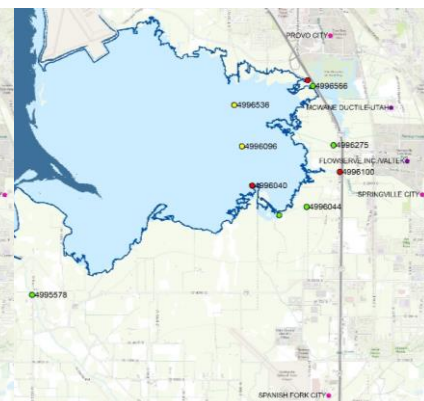 PROVO CITY
4996566
4996536
MCWANE DUCTILE-UTAH
4996096
4996275
FLOWSERVE INC./VALTEK
4996100
4996040
SPRINGVILLE CITY
4996044
4995578
SPANISH FORK CITY